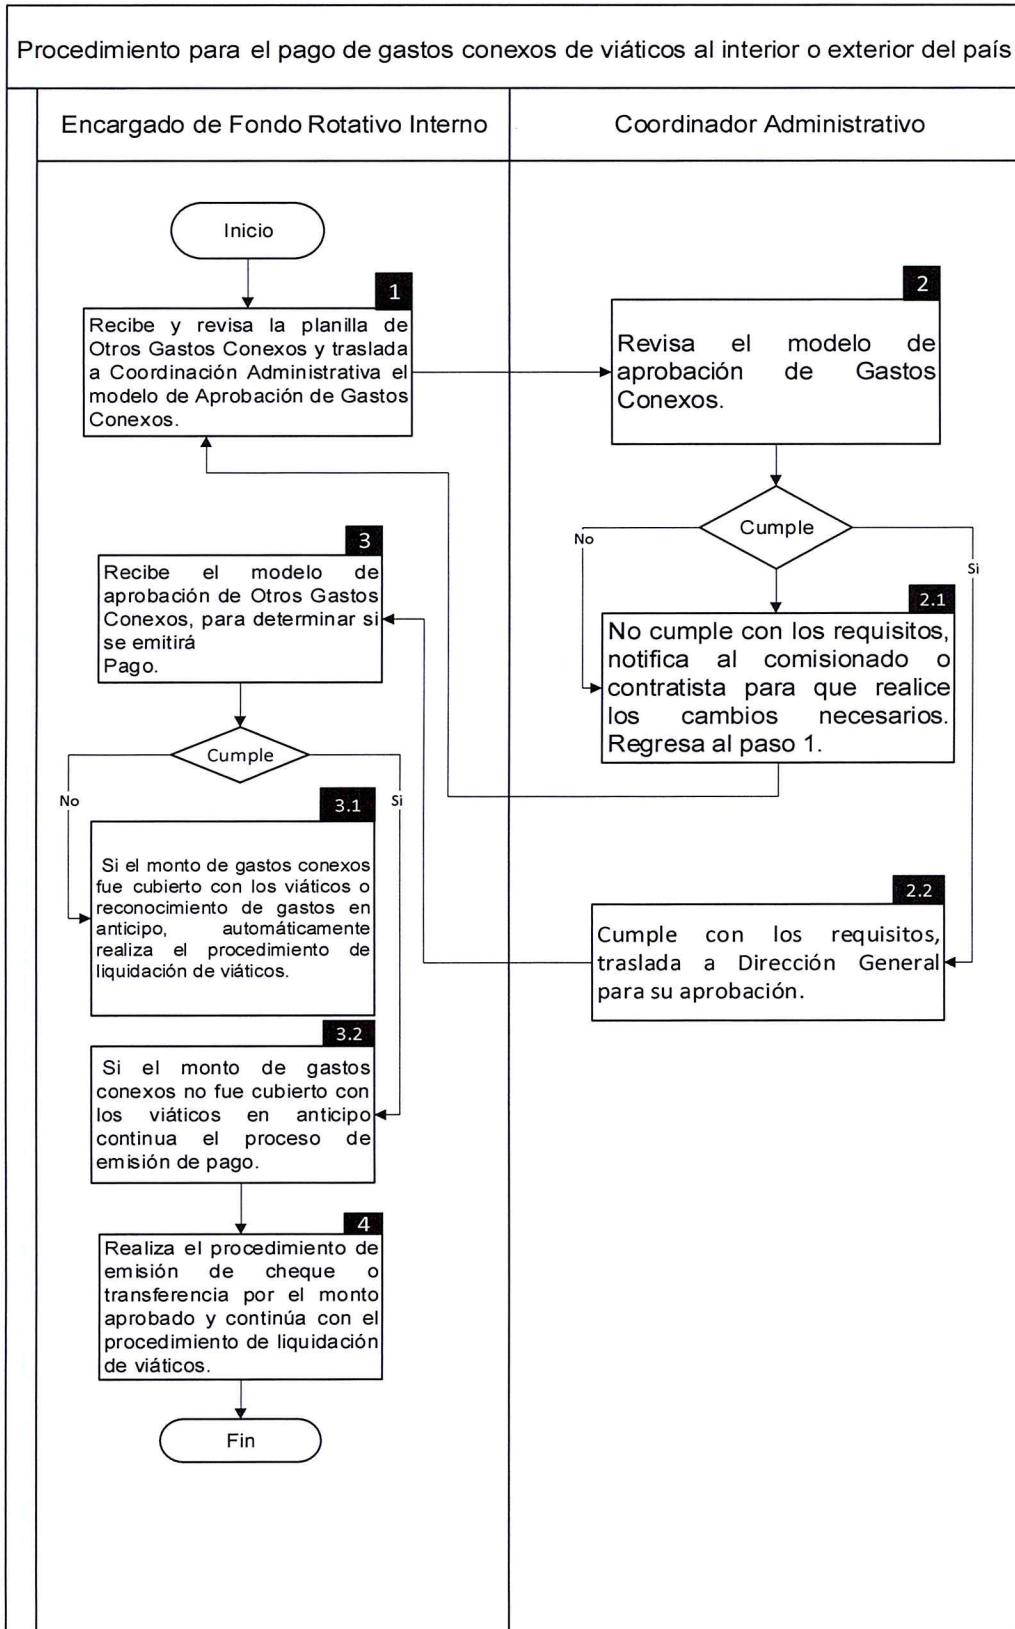 Procedimiento para el pago de gastos conexos de viáticos al interior o exterior del país
Encargado de Fondo Rotativo Interno
Coordinador Administrativo
Inicio
1
Recibe y revisa la planilla de
Otros Gastos Conexos y traslada
a Coordinación Administrativa el
modelo de Aprobación de Gastos
Conexos.
2
Revisa el modelo de
aprobación de Gastos
Conexos.
Cumple
No
Si
2.1
No cumple con los requisitos,
notifica al comisionado o
contratista para que realice
los cambios necesarios.
Regresa al paso 1.
2.2
Cumple con los requisitos,
traslada a Dirección General
para su aprobación.
3
Recibe el modelo de
aprobación de Otros Gastos
Conexos, para determinar si
se emitirá
Pago.
Cumple
No
Si
3.1
Si el monto de gastos conexos
fue cubierto con los viáticos o
reconocimiento de gastos en
anticipo, automáticamente
realiza el procedimiento de
liquidación de viáticos.
3.2
Si el monto de gastos
conexos no fue cubierto con
los viáticos en anticipo
continua el proceso de
emisión de pago.
4
Realiza el procedimiento de
emisión de cheque o
transferencia por el monto
aprobado y continúa con el
procedimiento de liquidación
de viáticos.
Fin